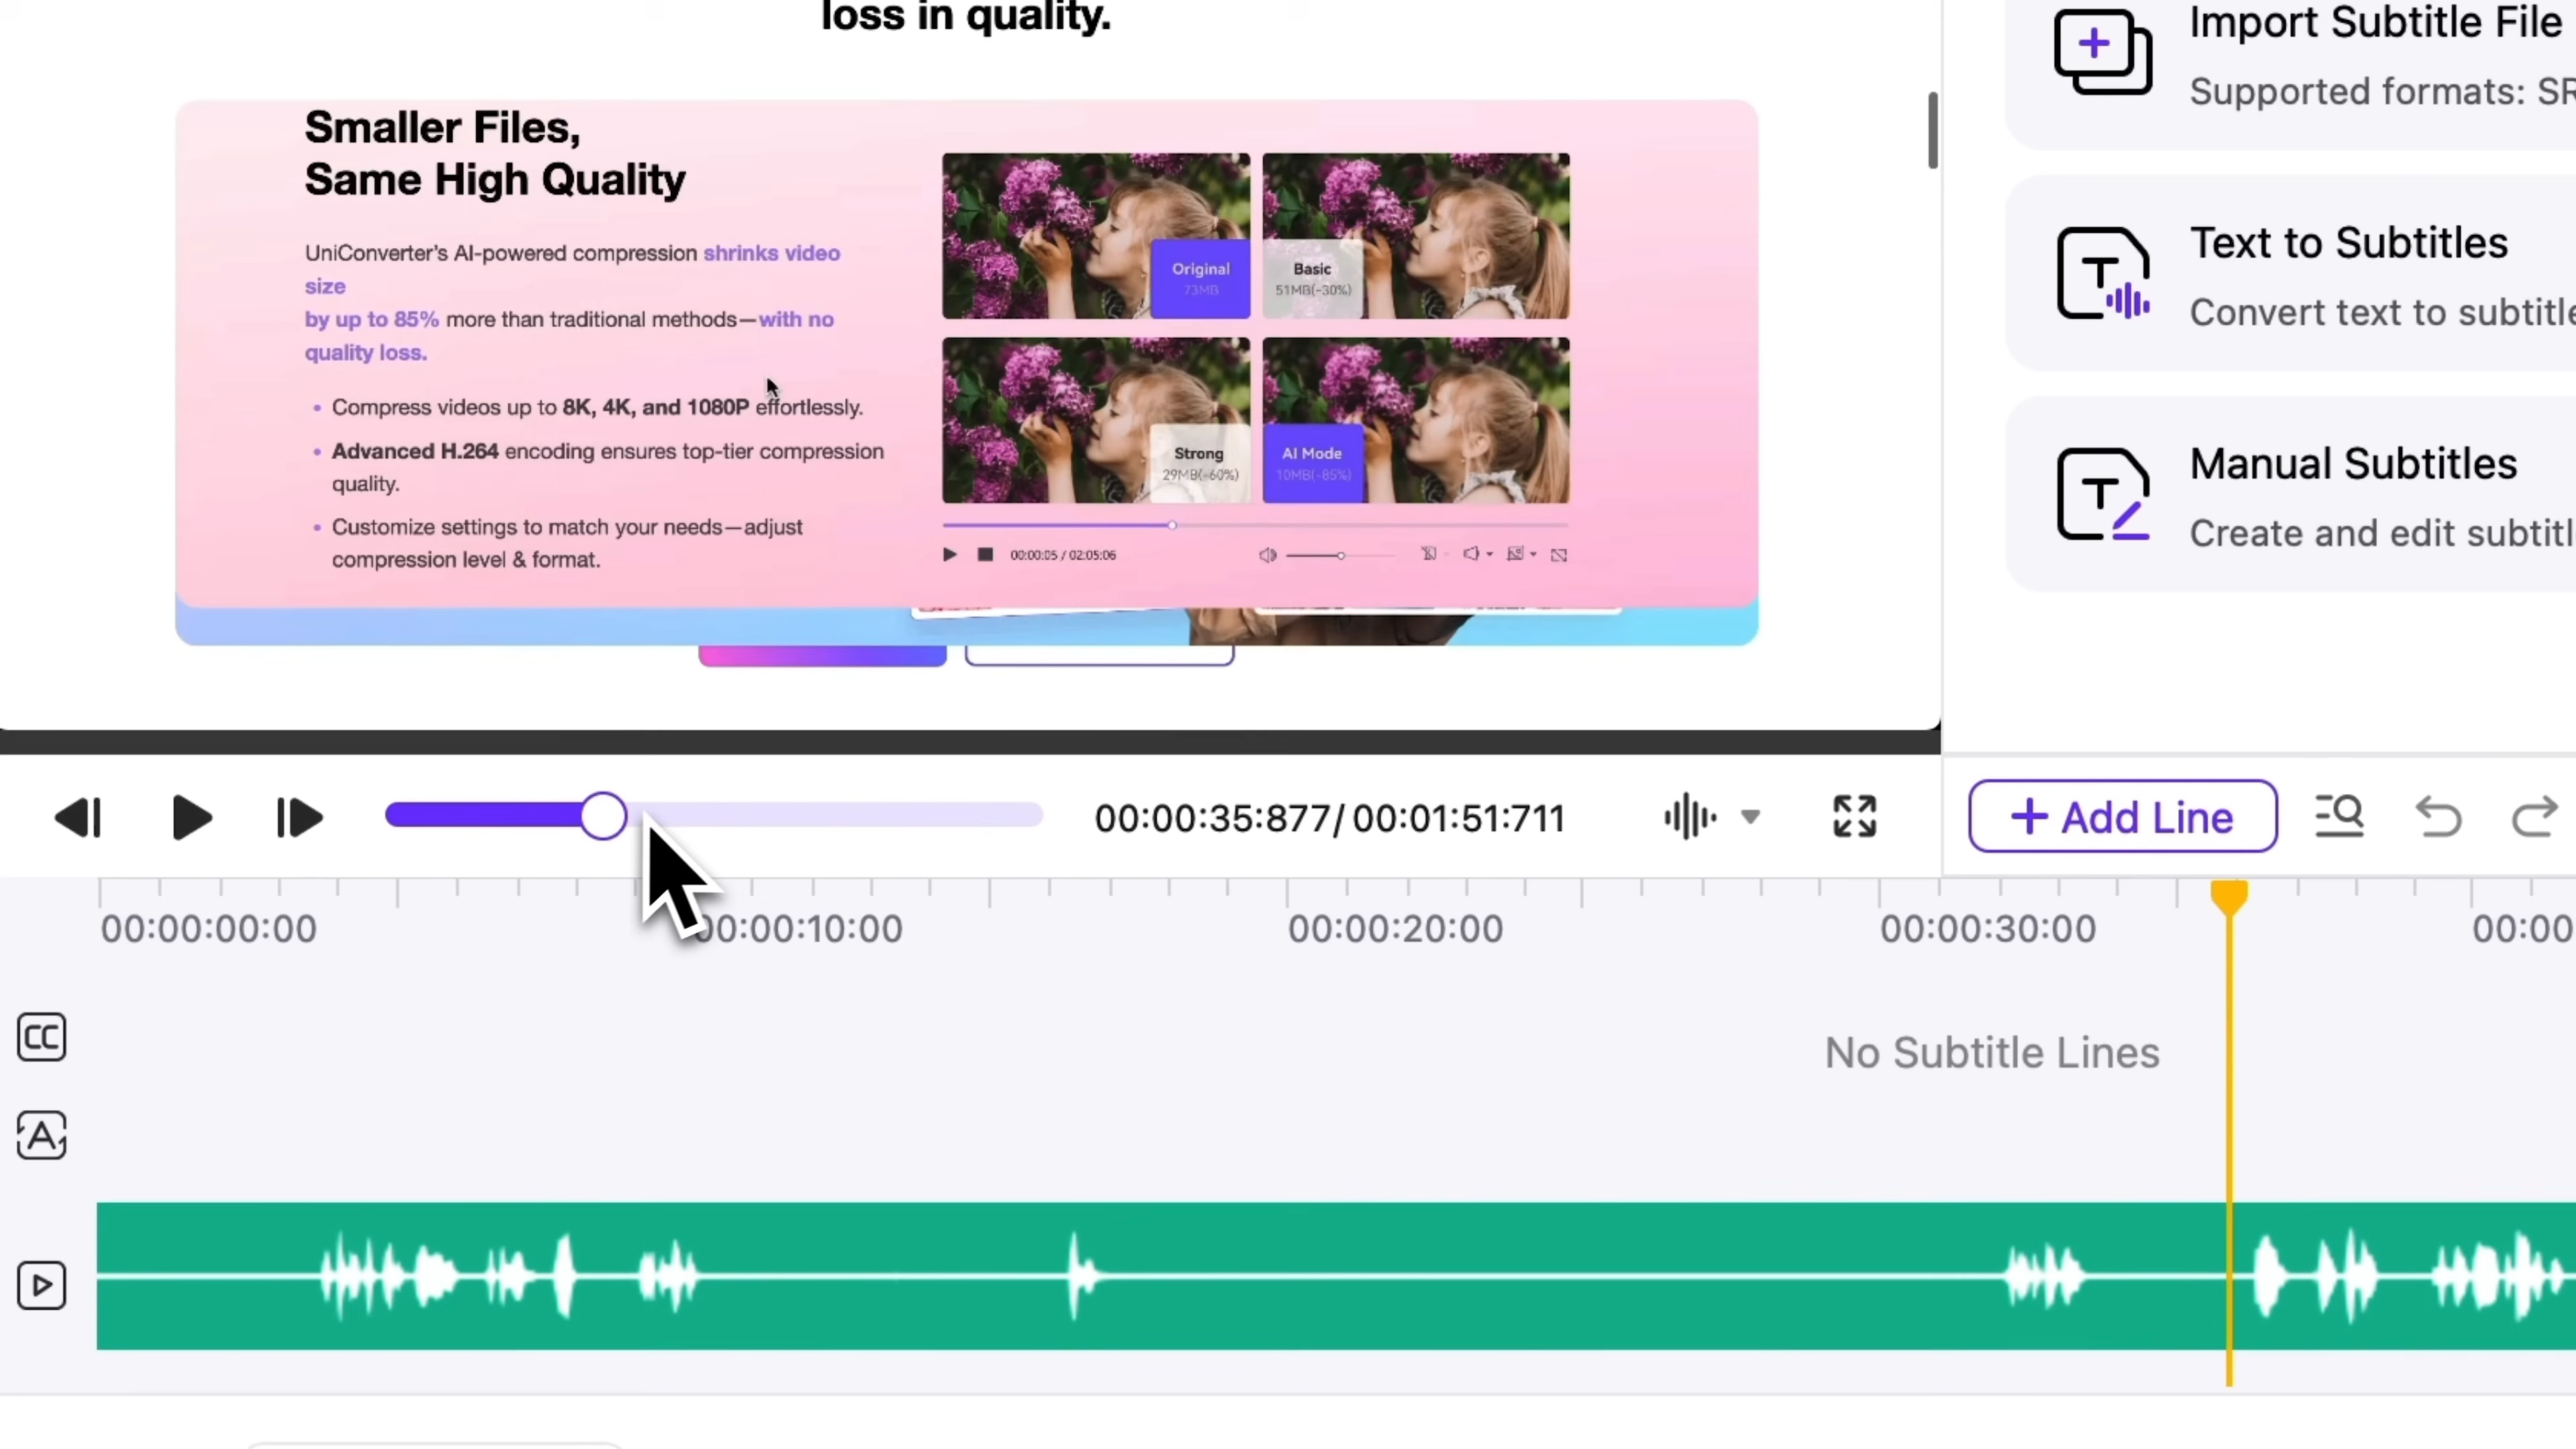 loss in quality.
Smaller Files,
Same High Quality
UniConverter's AI-powered compression shrinks video
size
by up to 85% more than traditional methods—with no
quality loss.
• Compress videos up to 8K, 4K, and 1080P effortlessly.
• Advanced H.264 encoding ensures top-tier compression
quality.
• Customize settings to match your needs—adjust
compression level & format.
Original
73MB
Basic
51MB(-30%)
Strong
29MB(-60%)
AI Mode
10MB(-85%)
00:00:05 / 02:05:06
Import Subtitle File
Supported formats: SR
Text to Subtitles
Convert text to subtitle
Manual Subtitles
Create and edit subtitl
00:00:35:877/ 00:01:51:711
+ Add Line
00:00:00:00
00:00:10:00
00:00:20:00
00:00:30:00
00:00
CC
No Subtitle Lines
A